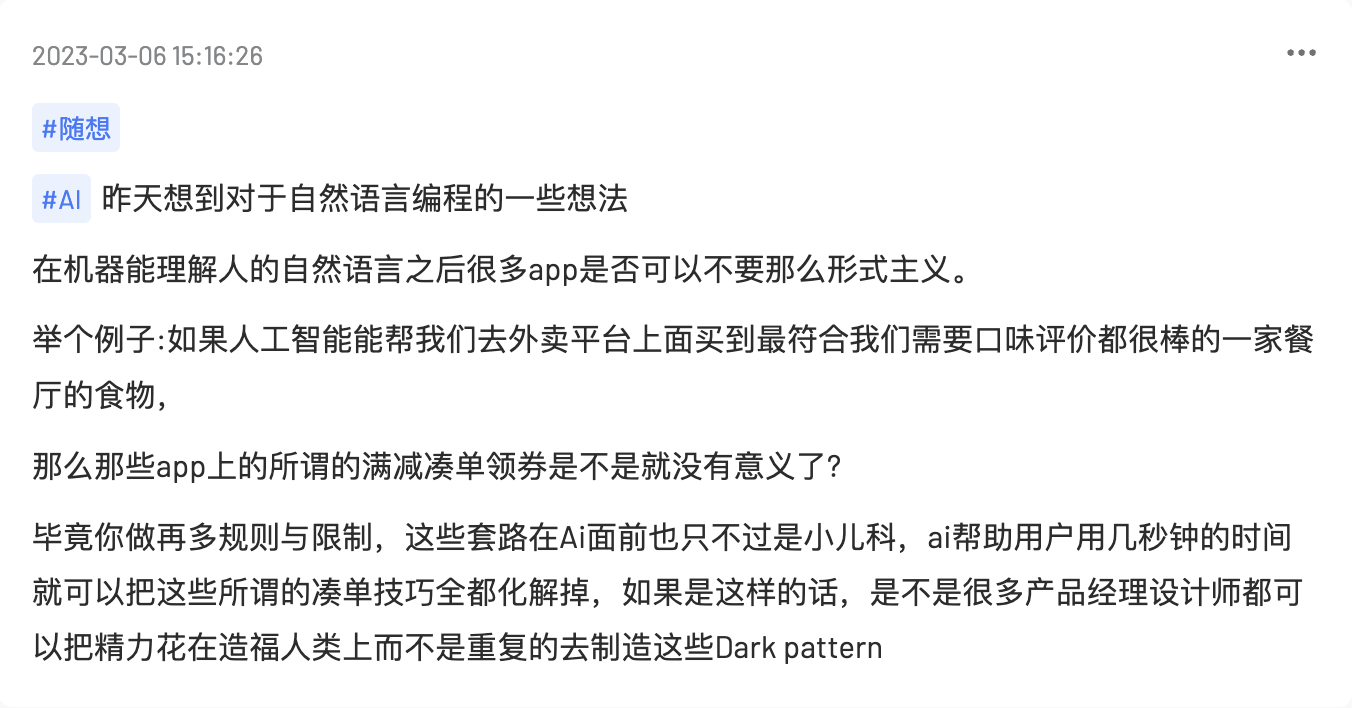 2023-03-06 15:16:26
#随想
#AI 昨天想到对于自然语言编程的一些想法
在机器能理解人的自然语言之后很多app是否可以不要那么形式主义。
举个例子:如果人工智能能帮我们去外卖平台上面买到最符合我们需要口味评价都很棒的一家餐
厅的食物，
那么那些app上的所谓的满减凑单领券是不是就没有意义了？
毕竟你做再多规则与限制，这些套路在Ai面前也只不过是小儿科，ai帮助用户用几秒钟的时间
就可以把这些所谓的凑单技巧全都化解掉，如果是这样的话，是不是很多产品经理设计师都可
以把精力花在造福人类上而不是重复的去制造这些Dark pattern